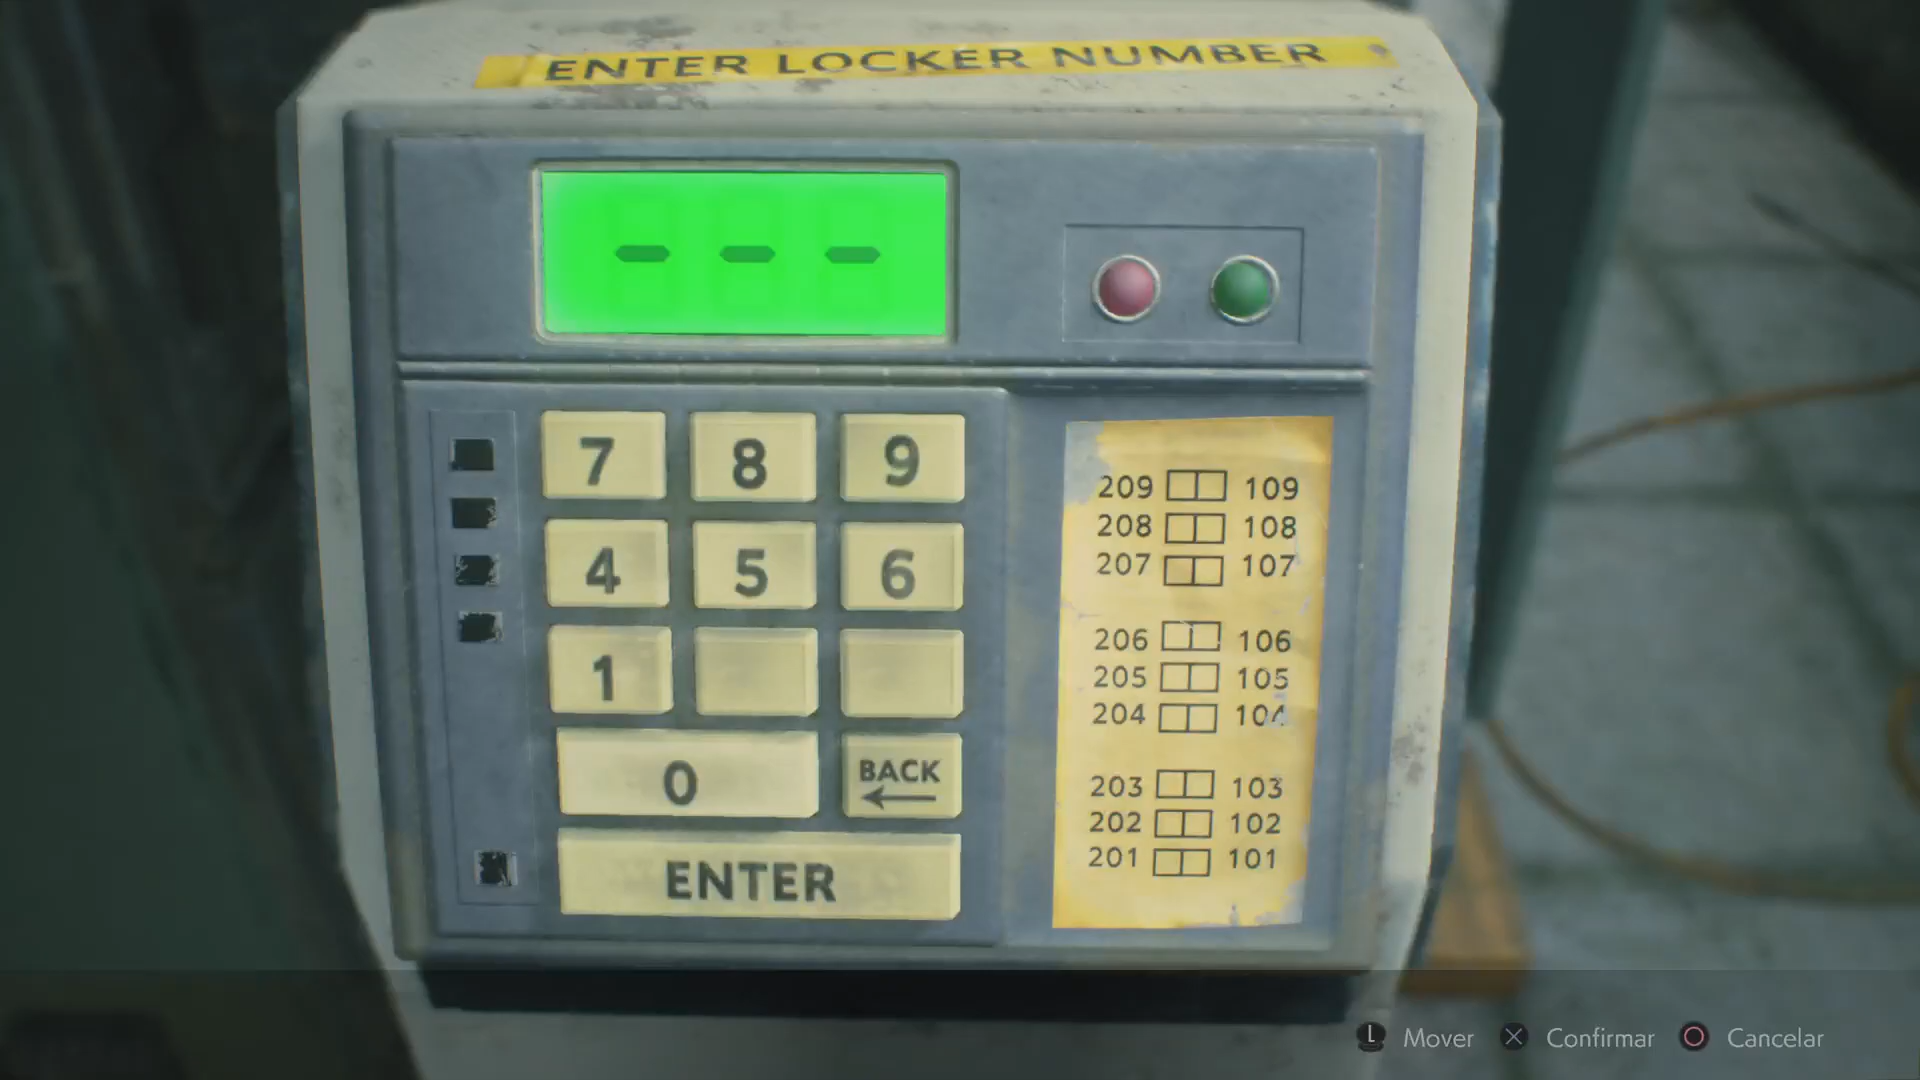 ENTER LOCKER NUMBER
- - -
7 8 9
4 5 6
1
0 BACK
ENTER
209 109
208 108
207 107
206 106
205 105
204 104
203 103
202 102
201 101
L Mover Confirmar Cancelar